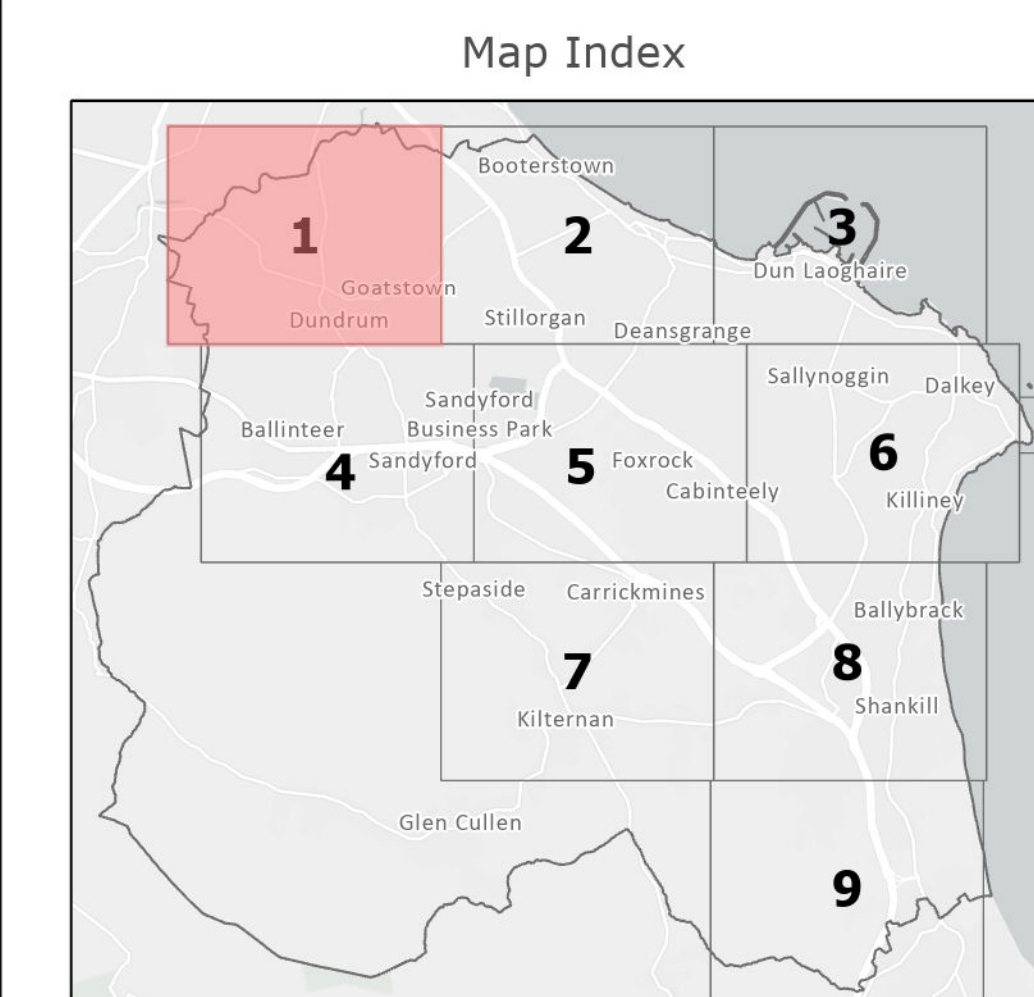 Map Index
Booterstown
1
2
3
Dun Laoghaire
Goatstown
Dundrum
Stillorgan
Deansgrange
Sallynoggin
Dalkey
Sandyford
Business Park
Ballinteer
Sandyford
4
5
Foxrock
6
Cabinteely
Killiney
Stepaside
Carrickmines
Ballybrack
7
8
Shankill
Kilternan
Glen Cullen
9